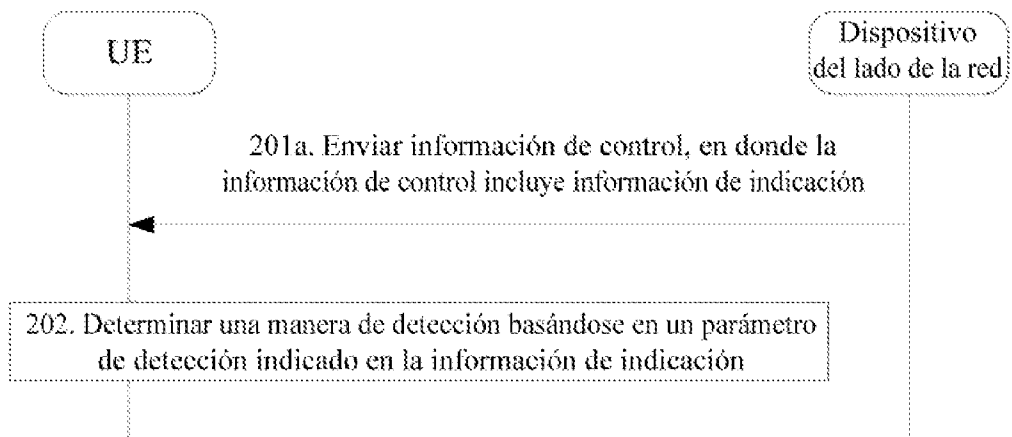 UE
Dispositivo
del lado de la red
201a. Enviar información de control, en donde la
información de control incluye información de indicación
202. Determinar una manera de detección basándose en un parámetro
de detección indicado en la información de indicación